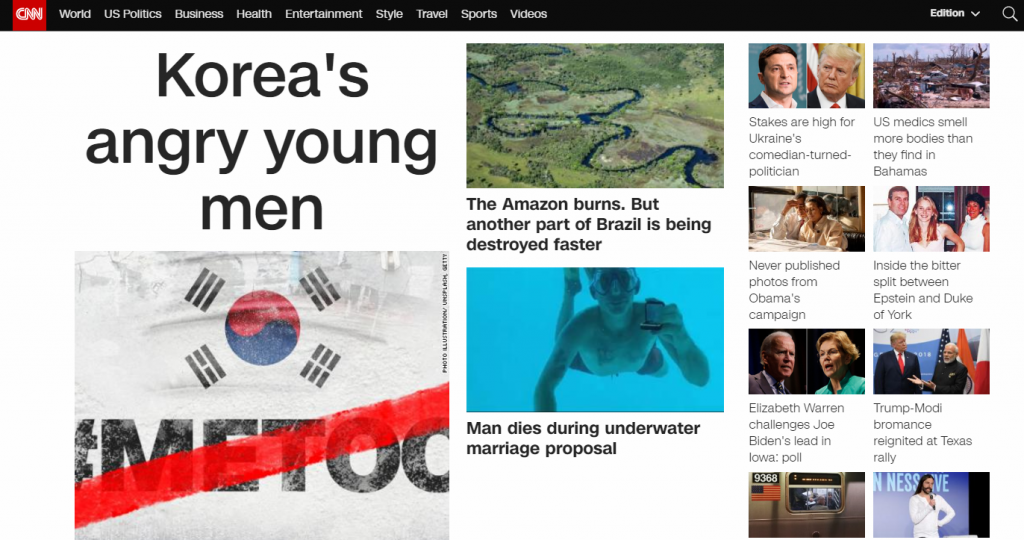 CNN World US Politics Business Health Entertainment Style Travel Sports Videos Edition
Korea's
angry young
men
PHOTO ILLUSTRATION/ UNSPLASH, GETTY
#METOO
The Amazon burns. But
another part of Brazil is being
destroyed faster
Man dies during underwater
marriage proposal
Stakes are high for
Ukraine's
comedian-turned-
politician
US medics smell
more bodies than
they find in
Bahamas
Never published
photos from
Obama's
campaign
Inside the bitter
split between
Epstein and Duke
of York
2018
Elizabeth Warren
challenges Joe
Biden's lead in
Iowa: poll
Trump-Modi
bromance
reignited at Texas
rally
9368
N NESS